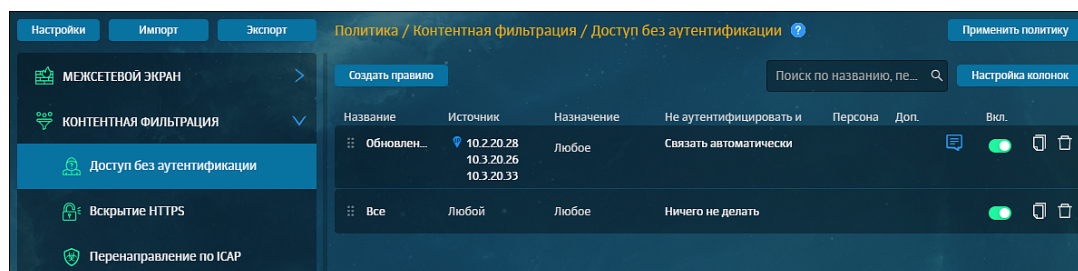 Настройки
Импорт
Экспорт
Политика / Контентная фильтрация / Доступ без аутентификации ?
Применить политику
МЕЖСЕТЕВОЙ ЭКРАН
КОНТЕНТНАЯ ФИЛЬТРАЦИЯ
Доступ без аутентификации
Вскрытие HTTPS
Перенаправление по ICAP
Создать правило
Поиск по названию, пе...
Настройка колонок
Название Источник Назначение Не аутентифицировать и Персона Доп. Вкл.
Обновлен... 10.2.20.28 Любое Связать автоматически
10.3.20.26
10.3.20.33
Все Любой Любое Ничего не делать